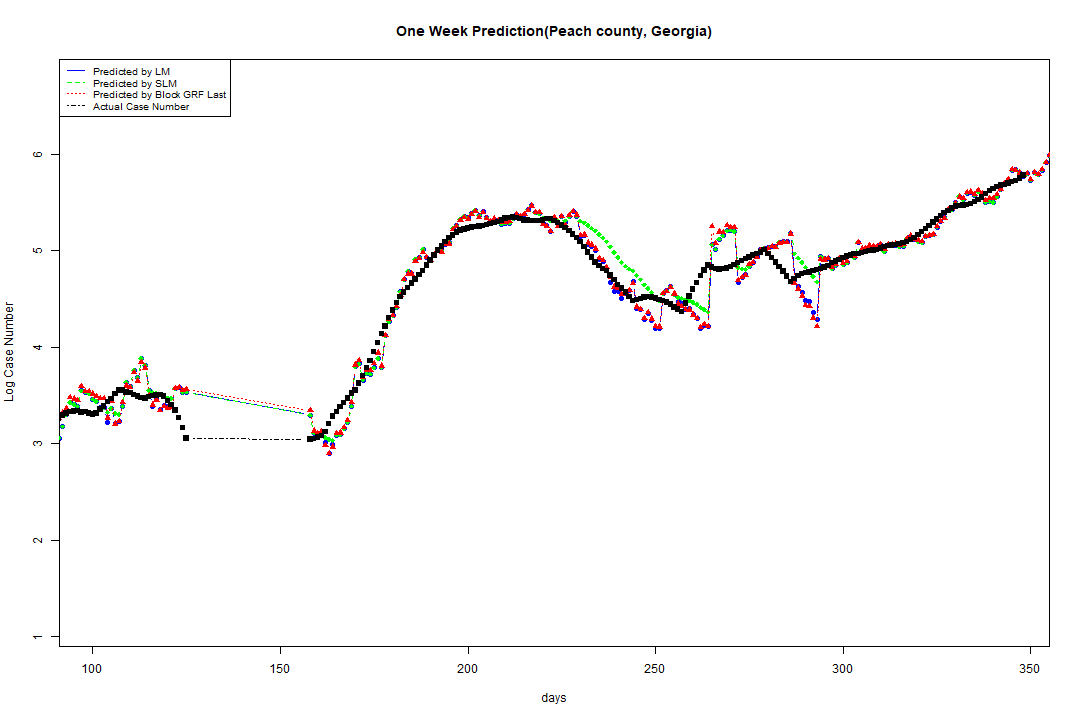 One Week Prediction(Peach county, Georgia)
Predicted by LM
Predicted by SLM
Predicted by Block GRF Last
Actual Case Number
6
5
4
3
2
1
Log Case Number
100 150 200 250 300 350
days